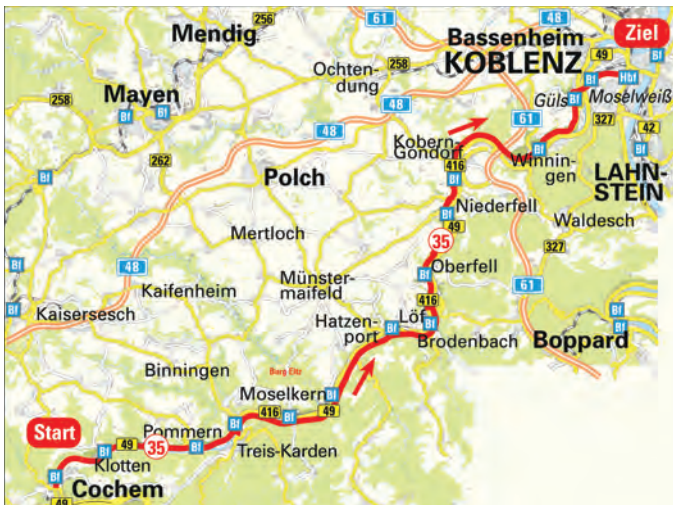 256
61
48
Ziel
Mendig
Bassenheim
49
Ochten-
dung
258
KOBLENZ
Bf
Hbf
258
Mayen
48
Güls
Moselweiß
Bf
Bf
Bf
48
61
327
42
Kobern-
Gondorf
Bf
Bf
262
416
Winnin-
gen
Bf
Polch
Bf
LAHN-
STEIN
Niederfell
Bf
49
Waldesch
Mertloch
35
327
48
Oberfell
Bf
Münster-
maifeld
Bf
61
Kaifenheim
416
Bf
Kaisersesch
Hatzen-
port
Löf
Bf
Bf
Bf
Brodenbach
Boppard
Bf
Binningen
Burg Eltz
Moselkern
Bf
416
49
Start
Pommern
Bf
Bf
49
35
Bf
Treis-Karden
Bf
Klotten
Bf
Cochem
49